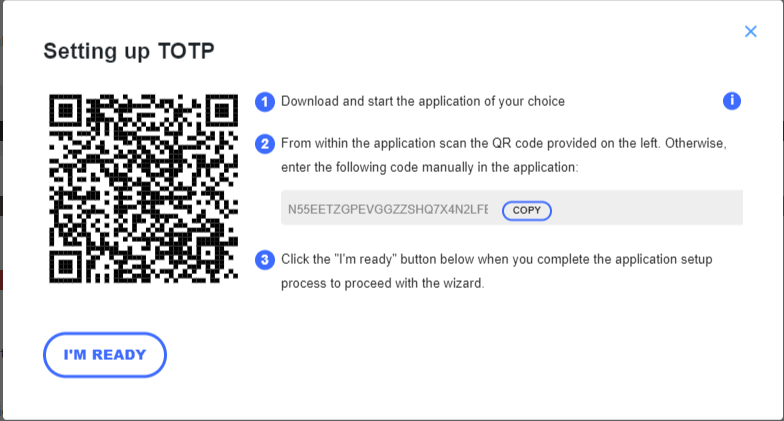 Setting up TOTP
1 Download and start the application of your choice
i
2 From within the application scan the QR code provided on the left. Otherwise,
enter the following code manually in the application:
N55EETZGPEVGGZZSHQ7X4N2LFE COPY
3 Click the "I'm ready" button below when you complete the application setup
process to proceed with the wizard.
I'M READY